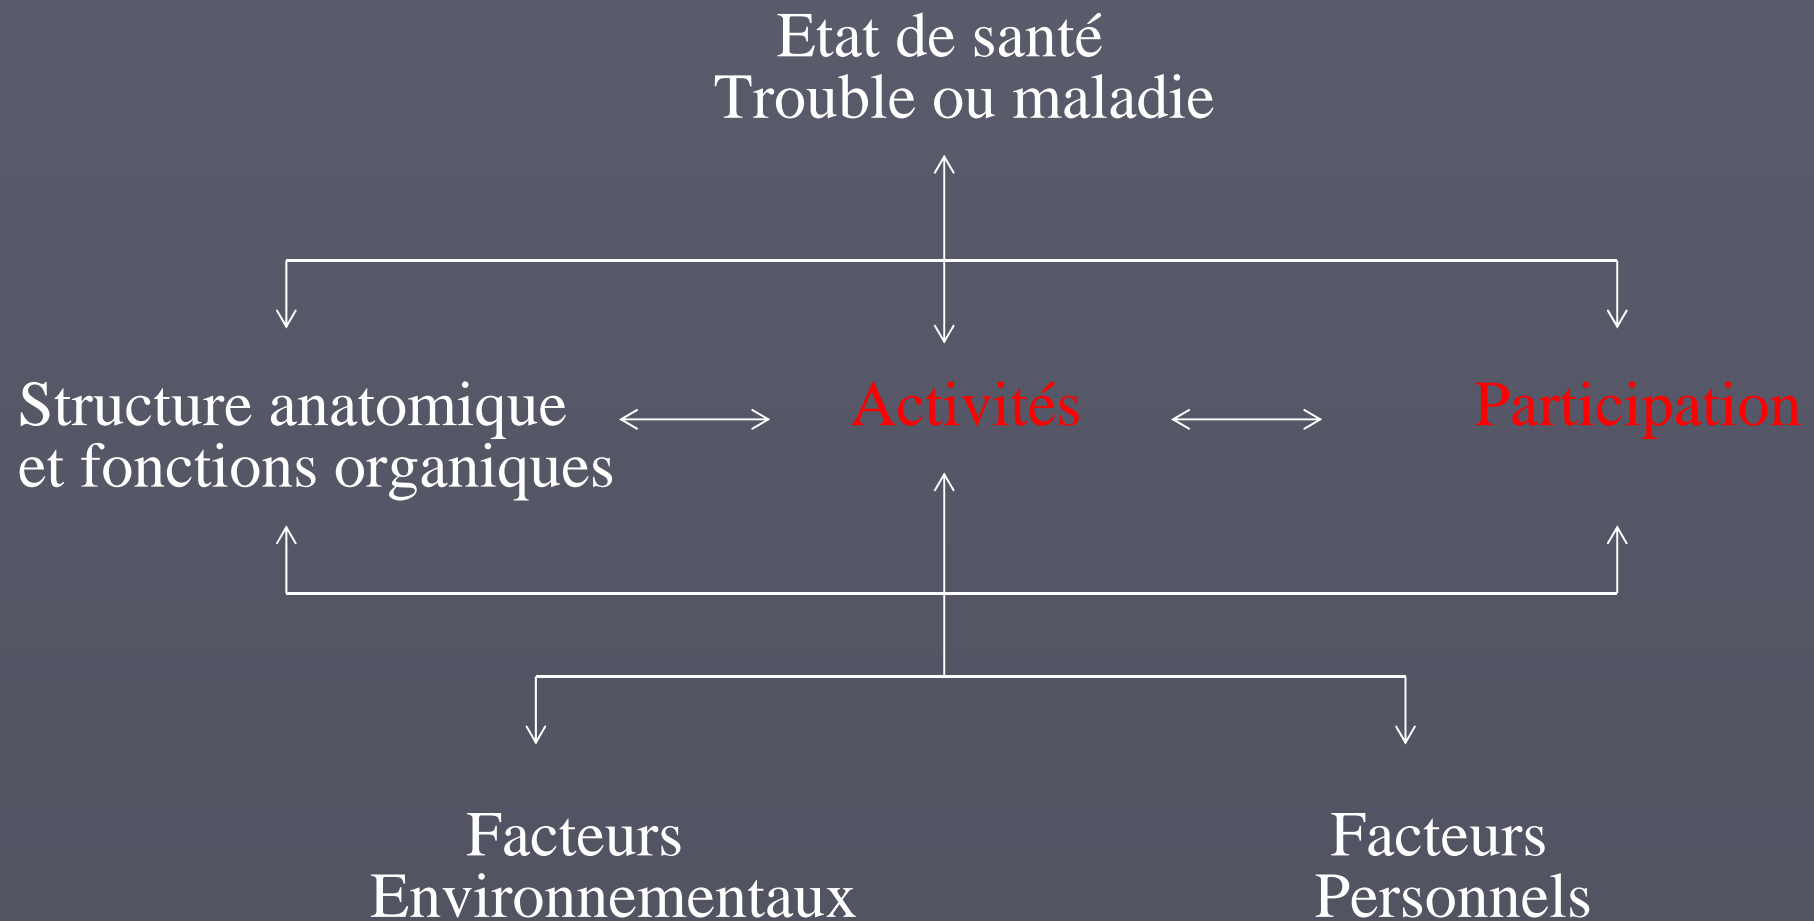 Etat de santé
Trouble ou maladie
Structure anatomique
et fonctions organiques
Activités
Participation
Facteurs
Environnementaux
Facteurs
Personnels